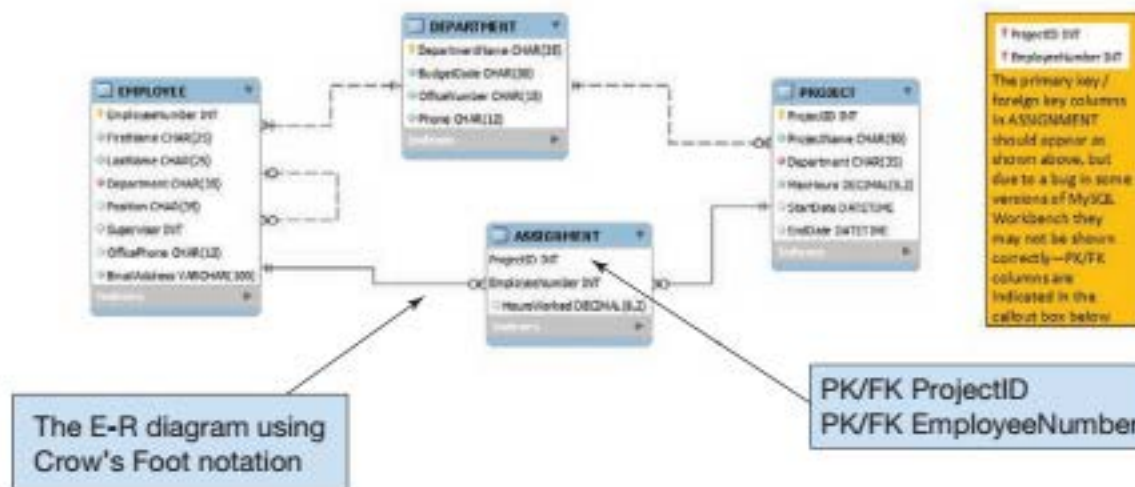 DEPARTMENT
DepartmentName CHAR(35)
BudgetCode CHAR(30)
OfficeNumber CHAR(15)
Phone CHAR(12)
Indexes
EMPLOYEE
EmployeeNumber INT
FirstName CHAR(25)
LastName CHAR(25)
Department CHAR(35)
Position CHAR(35)
Supervisor INT
OfficePhone CHAR(12)
EmailAddress VARCHAR(100)
Indexes
PROJECT
ProjectID INT
ProjectName CHAR(50)
Department CHAR(35)
MaxHours DECIMAL(8,2)
StartDate DATETIME
EndDate DATETIME
Indexes
ASSIGNMENT
ProjectID INT
EmployeeNumber INT
HoursWorked DECIMAL(6,2)
Indexes
ProjectID INT
EmployeeNumber INT
The primary key /
foreign key columns
in ASSIGNMENT
should appear as
shown above, but
due to a bug in some
versions of MySQL
Workbench they
may not be shown
correctly—PK/FK
columns are
indicated in the
callout box below
The E-R diagram using
Crow's Foot notation
PK/FK ProjectID
PK/FK EmployeeNumber